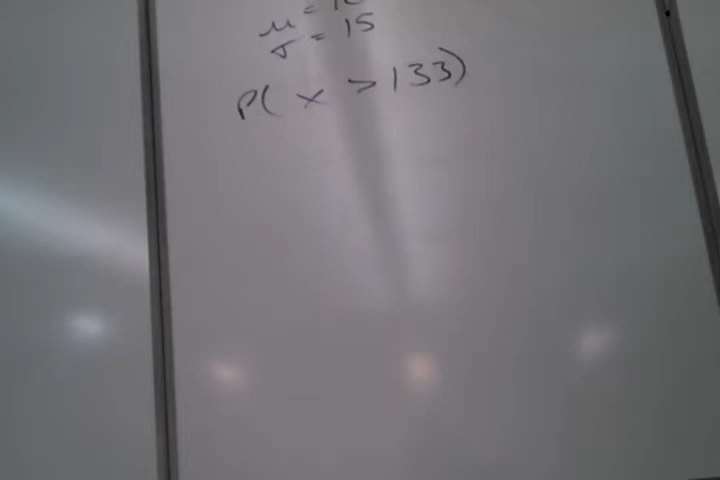 μ =
σ = 15
P( x > 133)